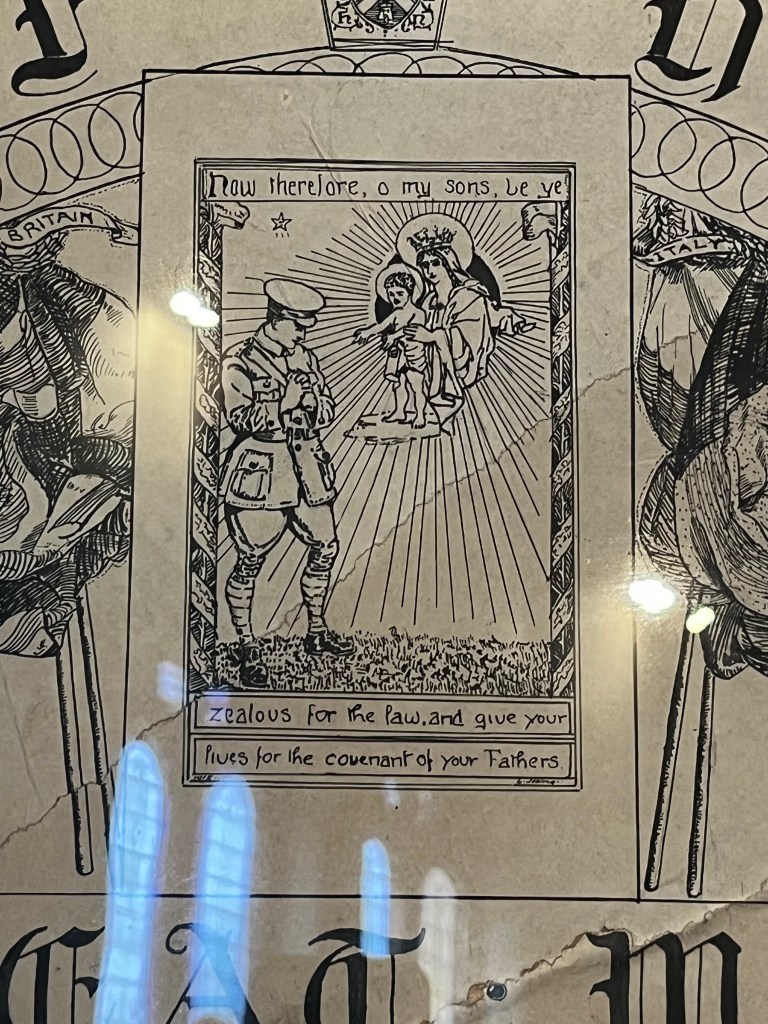 BRITAIN
ITALY
Now therefore, o my sons, be ye
zealous for the law, and give your
lives for the covenant of your Fathers.
EAT M